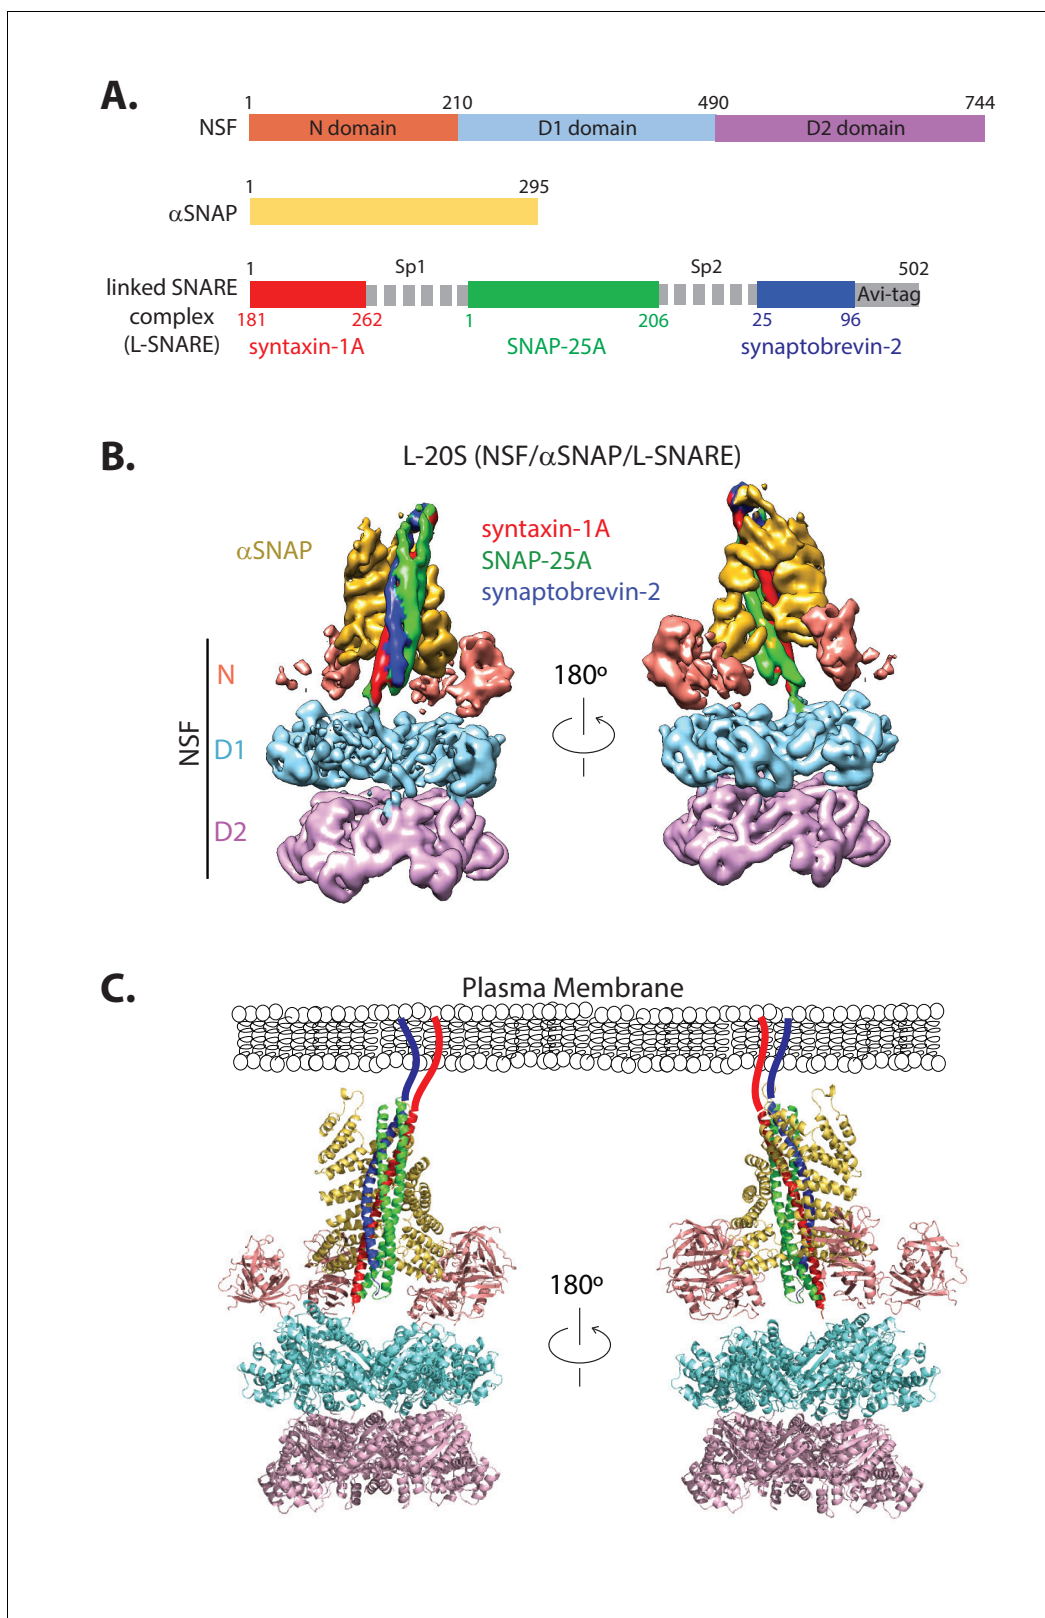 A.
1 210 490 744
NSF N domain D1 domain D2 domain
1 295
αSNAP
1 Sp1 Sp2 502
linked SNARE Avi-tag
complex 181 262 1 206 25 96
(L-SNARE) syntaxin-1A SNAP-25A synaptobrevin-2
B.
L-20S (NSF/αSNAP/L-SNARE)
αSNAP
syntaxin-1A
SNAP-25A
synaptobrevin-2
NSF
N
D1
D2
180º
C.
Plasma Membrane
180º